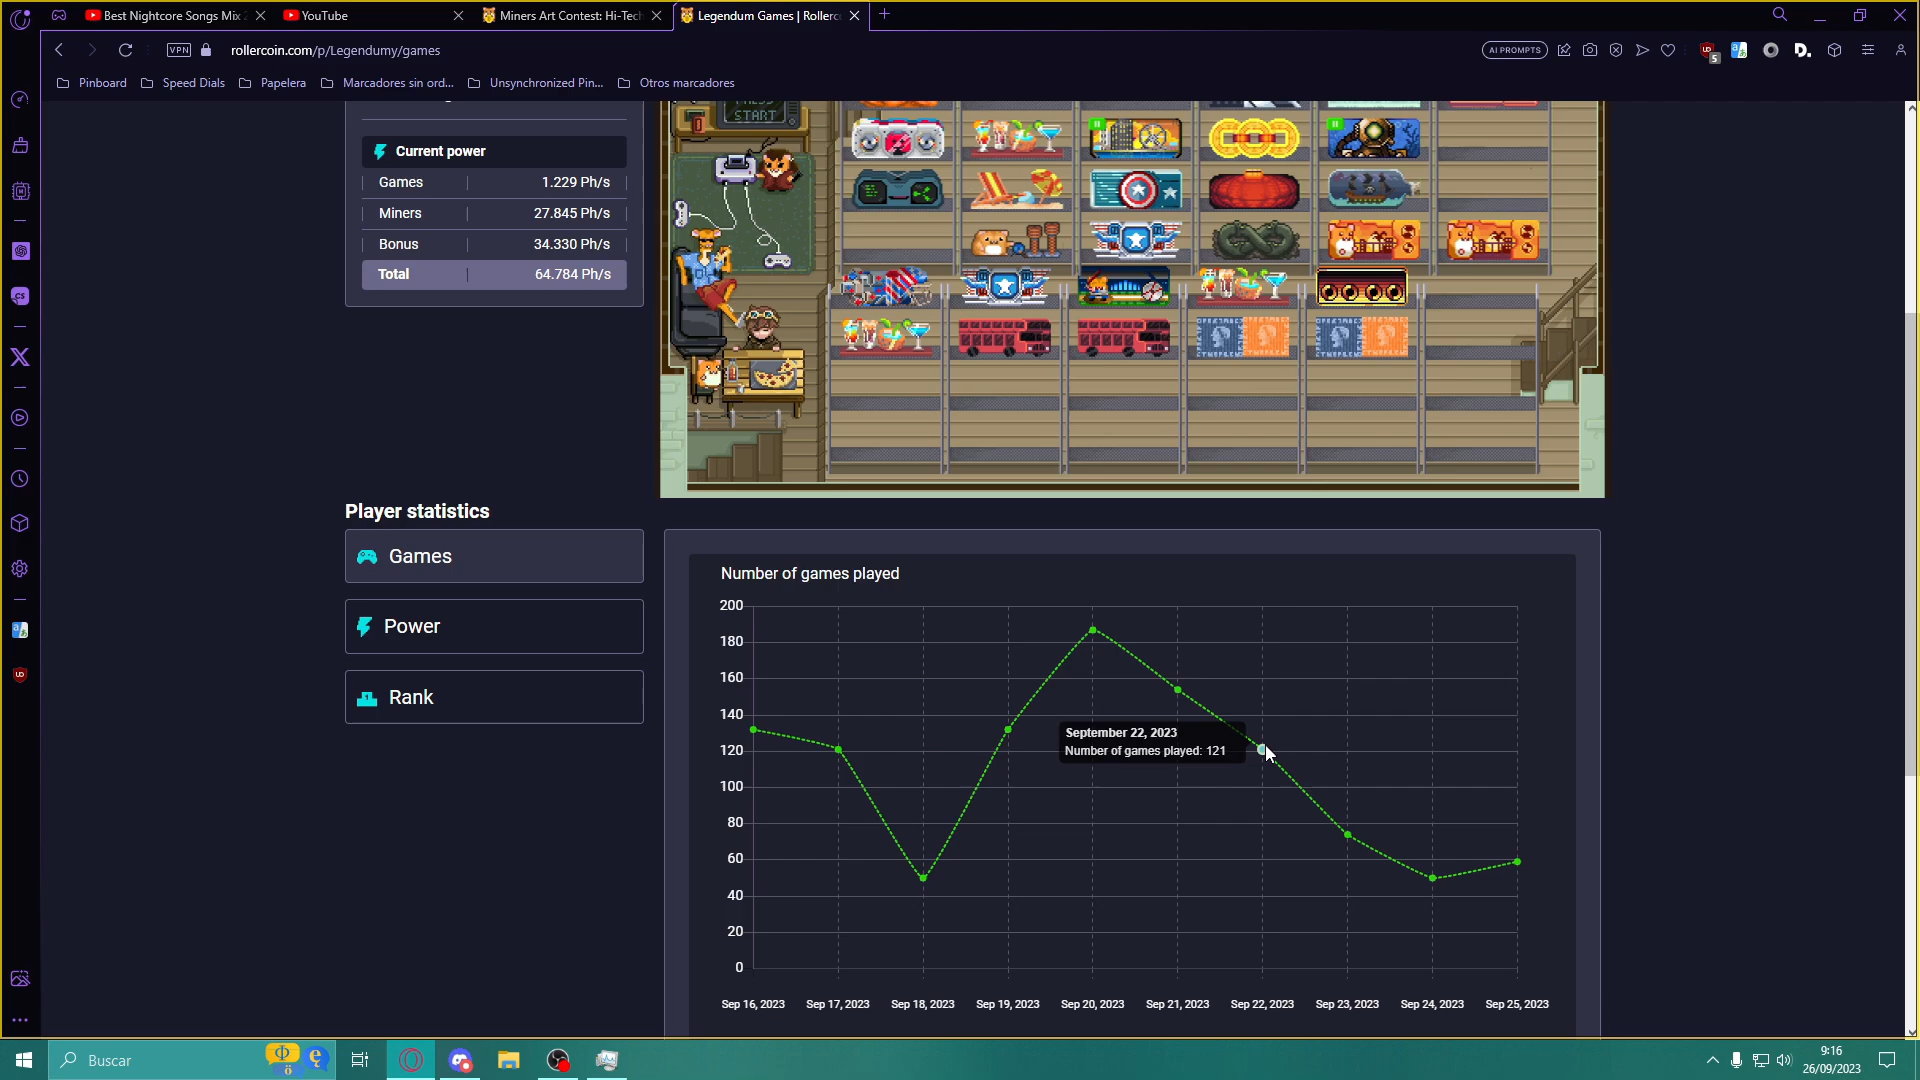 Best Nightcore Songs Mix 2
YouTube
Miners Art Contest: Hi-Tech
Legendum Games | Rollerco
VPN
rollercoin.com/p/Legendumy/games
AI PROMPTS
5
Pinboard
Speed Dials
Papelera
Marcadores sin ord...
Unsynchronized Pin...
Otros marcadores
START
Current power
Games 1.229 Ph/s
Miners 27.845 Ph/s
Bonus 34.330 Ph/s
Total 64.784 Ph/s
Player statistics
Games
Power
Rank
Number of games played
200
180
160
140
120
100
80
60
40
20
0
September 22, 2023
Number of games played: 121
Sep 16, 2023 Sep 17, 2023 Sep 18, 2023 Sep 19, 2023 Sep 20, 2023 Sep 21, 2023 Sep 22, 2023 Sep 23, 2023 Sep 24, 2023 Sep 25, 2023
Buscar
9:16
26/09/2023